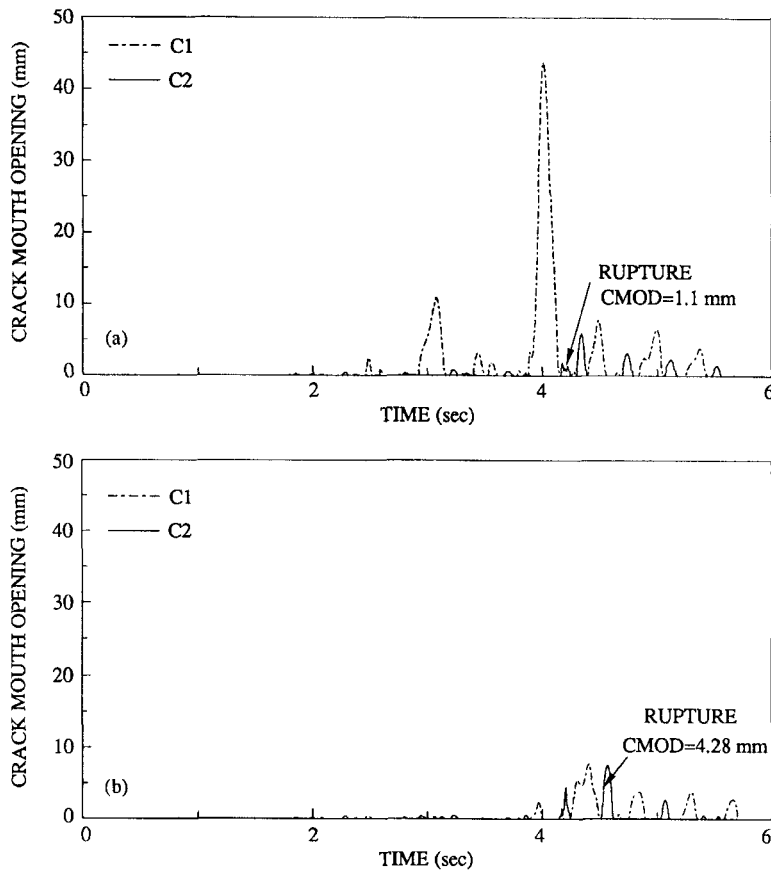 50
40
30
20
10
0
CRACK MOUTH OPENING (mm)
C1
C2
RUPTURE
CMOD=1.1 mm
(a)
0
2
4
6
TIME (sec)
50
40
30
20
10
0
CRACK MOUTH OPENING (mm)
C1
C2
RUPTURE
CMOD=4.28 mm
(b)
0
2
4
6
TIME (sec)